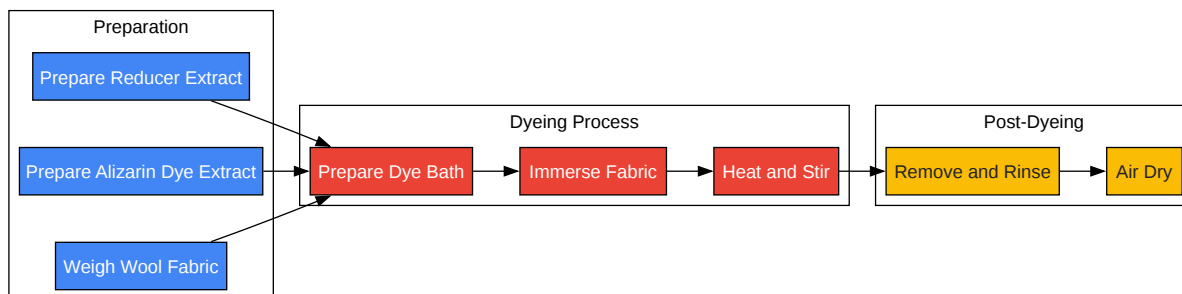 Preparation
Prepare Reducer Extract
Prepare Alizarin Dye Extract
Weigh Wool Fabric
Dyeing Process
Prepare Dye Bath
Immerse Fabric
Heat and Stir
Post-Dyeing
Remove and Rinse
Air Dry